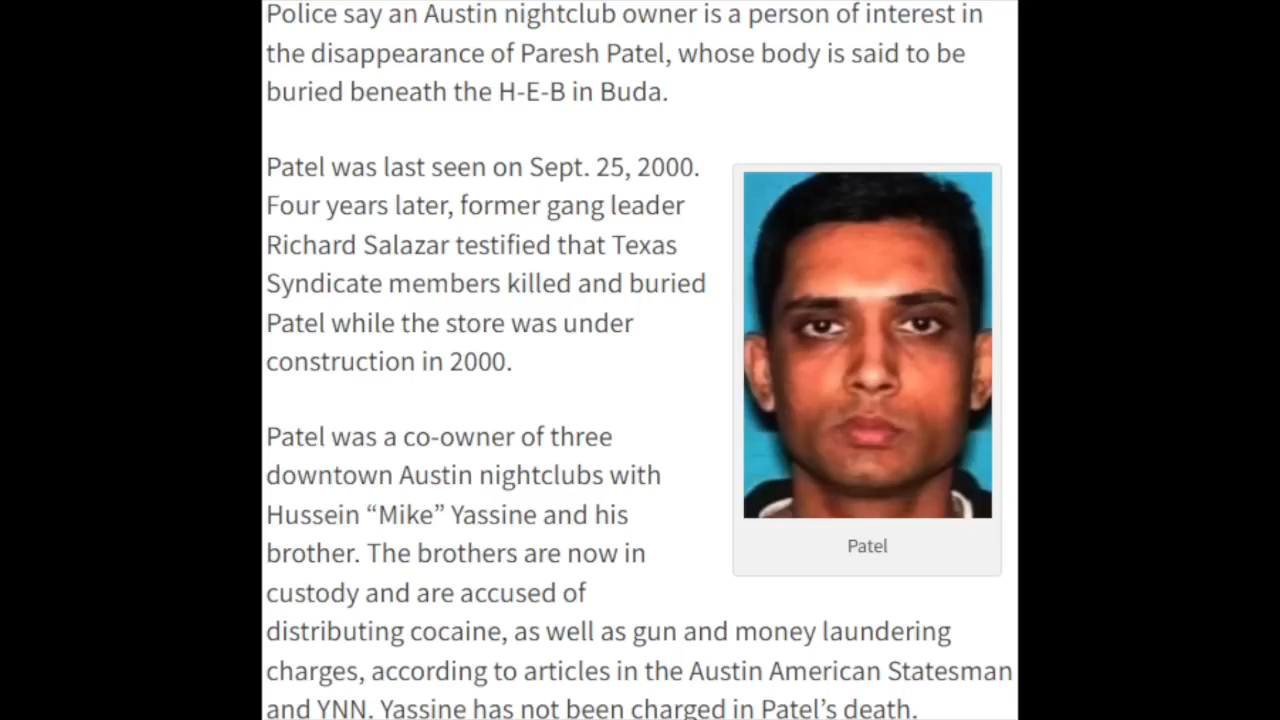 Police say an Austin nightclub owner is a person of interest in
the disappearance of Paresh Patel, whose body is said to be
buried beneath the H-E-B in Buda.
Patel was last seen on Sept. 25, 2000.
Four years later, former gang leader
Richard Salazar testified that Texas
Syndicate members killed and buried
Patel while the store was under
construction in 2000.
Patel
Patel was a co-owner of three
downtown Austin nightclubs with
Hussein “Mike” Yassine and his
brother. The brothers are now in
custody and are accused of
distributing cocaine, as well as gun and money laundering
charges, according to articles in the Austin American Statesman
and YNN. Yassine has not been charged in Patel’s death.